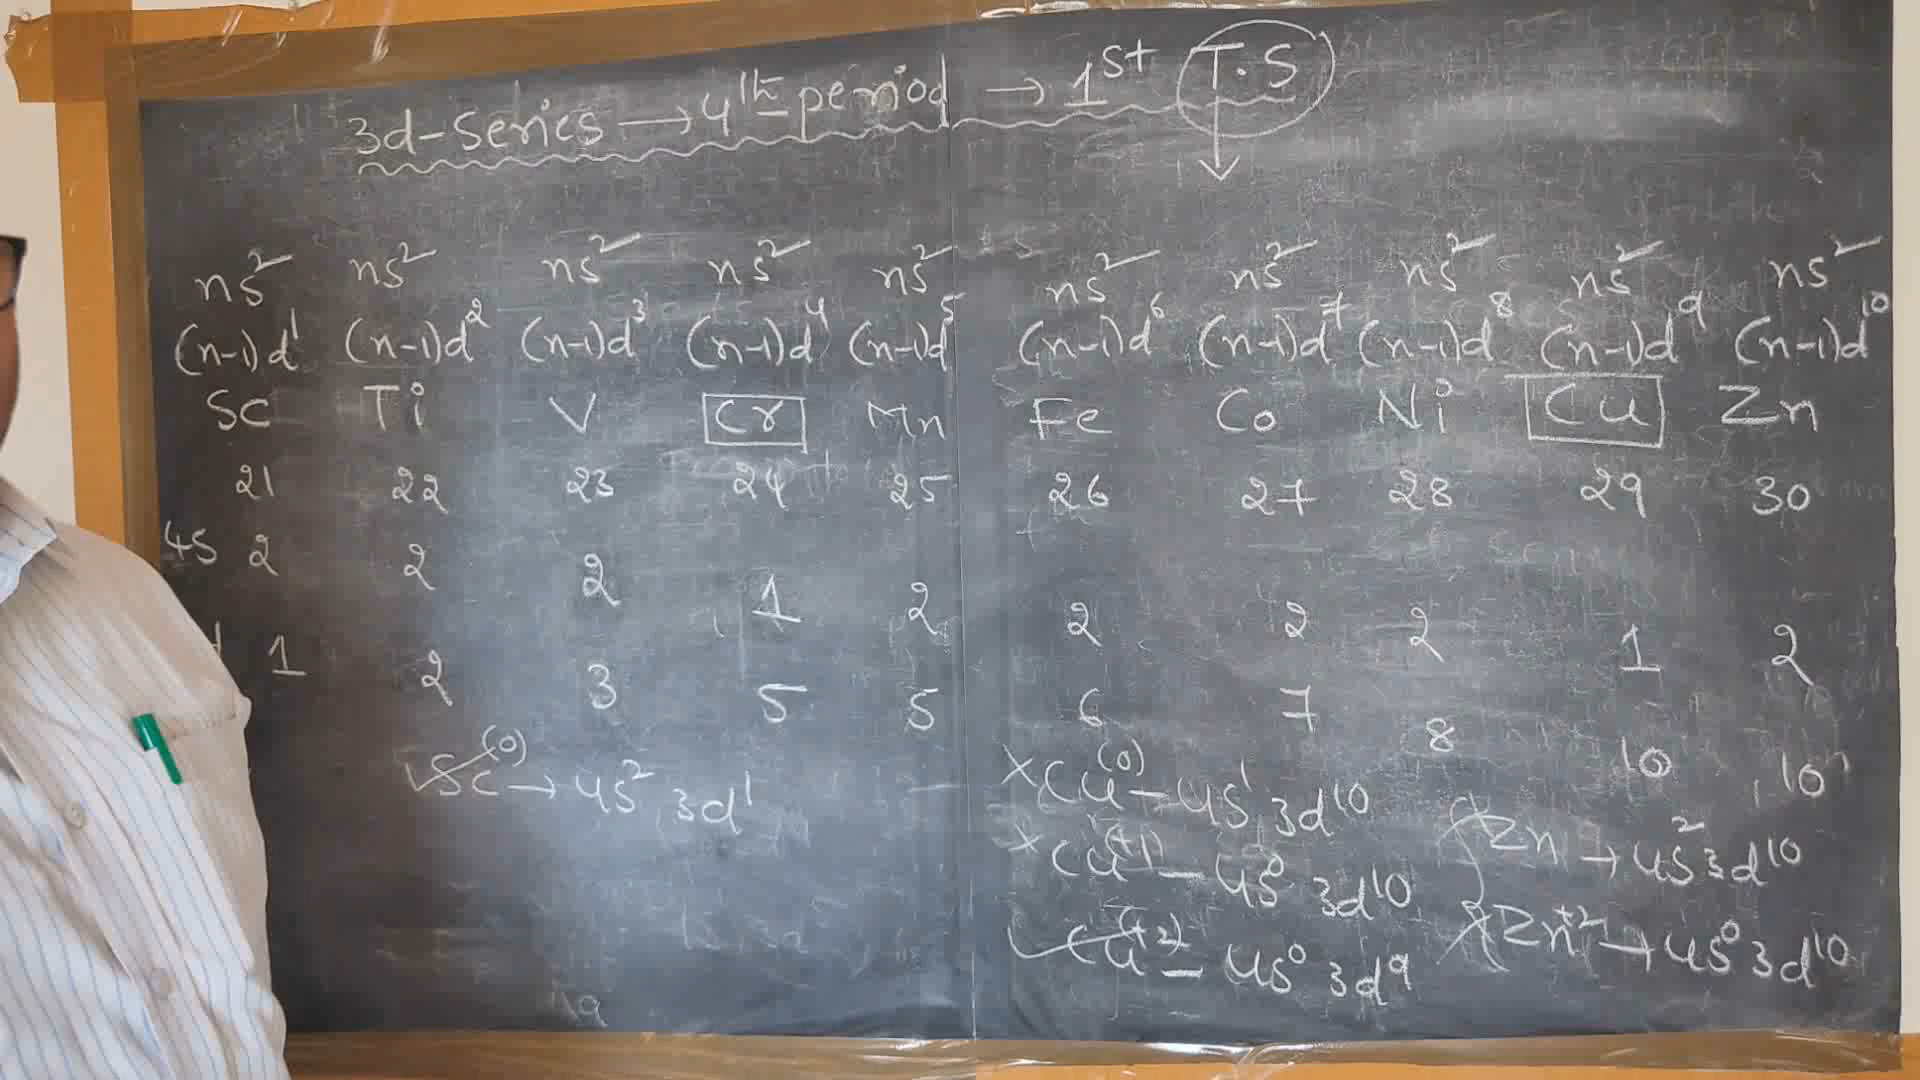 3d-Series → 4th period → 1st T.S
ns² ns² ns² ns² ns² ns² ns² ns² ns² ns²
(n-1)d¹ (n-1)d² (n-1)d³ (n-1)d⁴ (n-1)d⁵ (n-1)d⁶ (n-1)d⁷ (n-1)d⁸ (n-1)d⁹ (n-1)d¹⁰
Sc Ti V Cr Mn Fe Co Ni Cu Zn
21 22 23 24 25 26 27 28 29 30
4s 2 2 2 1 2 2 2 2 1 2
1 2 3 5 5 6 7 8 10 10
✓Sc⁽⁰⁾ → 4s² 3d¹
×Cu⁽⁰⁾ – 4s¹ 3d¹⁰
×Cu⁽⁺¹⁾ – 4s⁰ 3d¹⁰
✓Cu⁽⁺²⁾ – 4s⁰ 3d⁹
×Zn → 4s² 3d¹⁰
×Zn⁺² → 4s⁰ 3d¹⁰